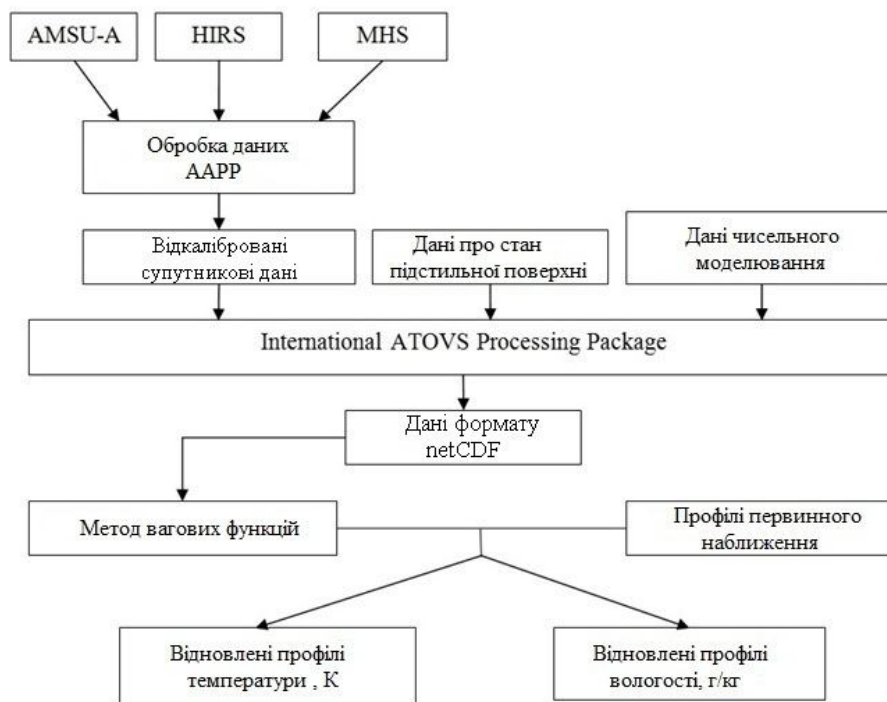 AMSU-A
HIRS
MHS
Обробка даних
AAPP
Відкалібровані
супутникові дані
Дані про стан
підстильної поверхні
Дані чисельного
моделювання
International ATOVS Processing Package
Дані формату
netCDF
Метод вагових функцій
Профілі первинного
наближення
Відновлені профілі
температури , К
Відновлені профілі
вологості, г/кг